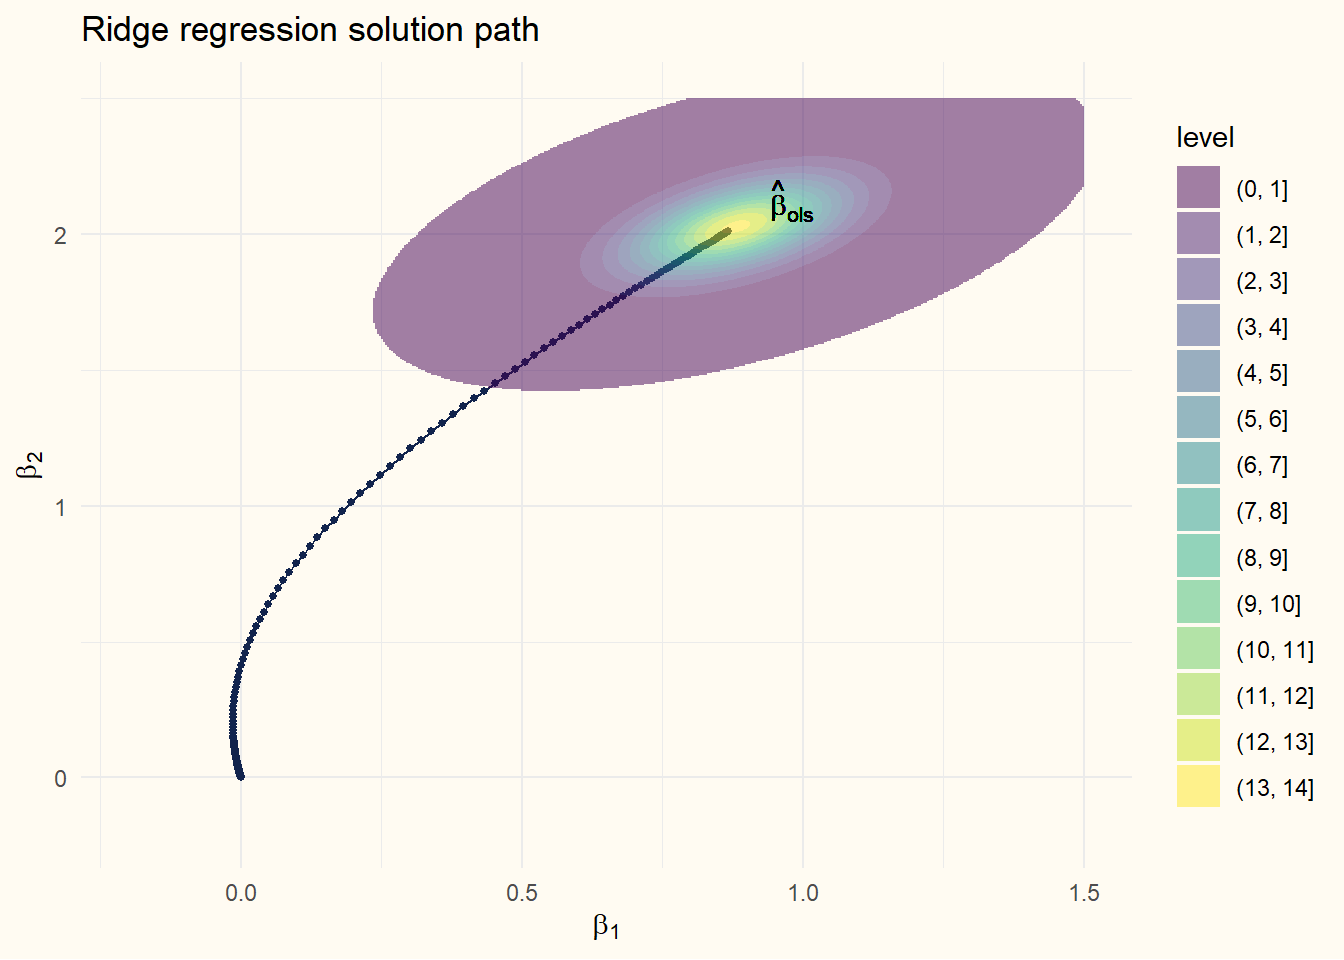 Ridge regression solution path
level
(0, 1]
(1, 2]
(2, 3]
(3, 4]
(4, 5]
(5, 6]
(6, 7]
(7, 8]
(8, 9]
(9, 10]
(10, 11]
(11, 12]
(12, 13]
(13, 14]
β̂ols
β2
2
1
0
0.0 0.5 1.0 1.5
β1